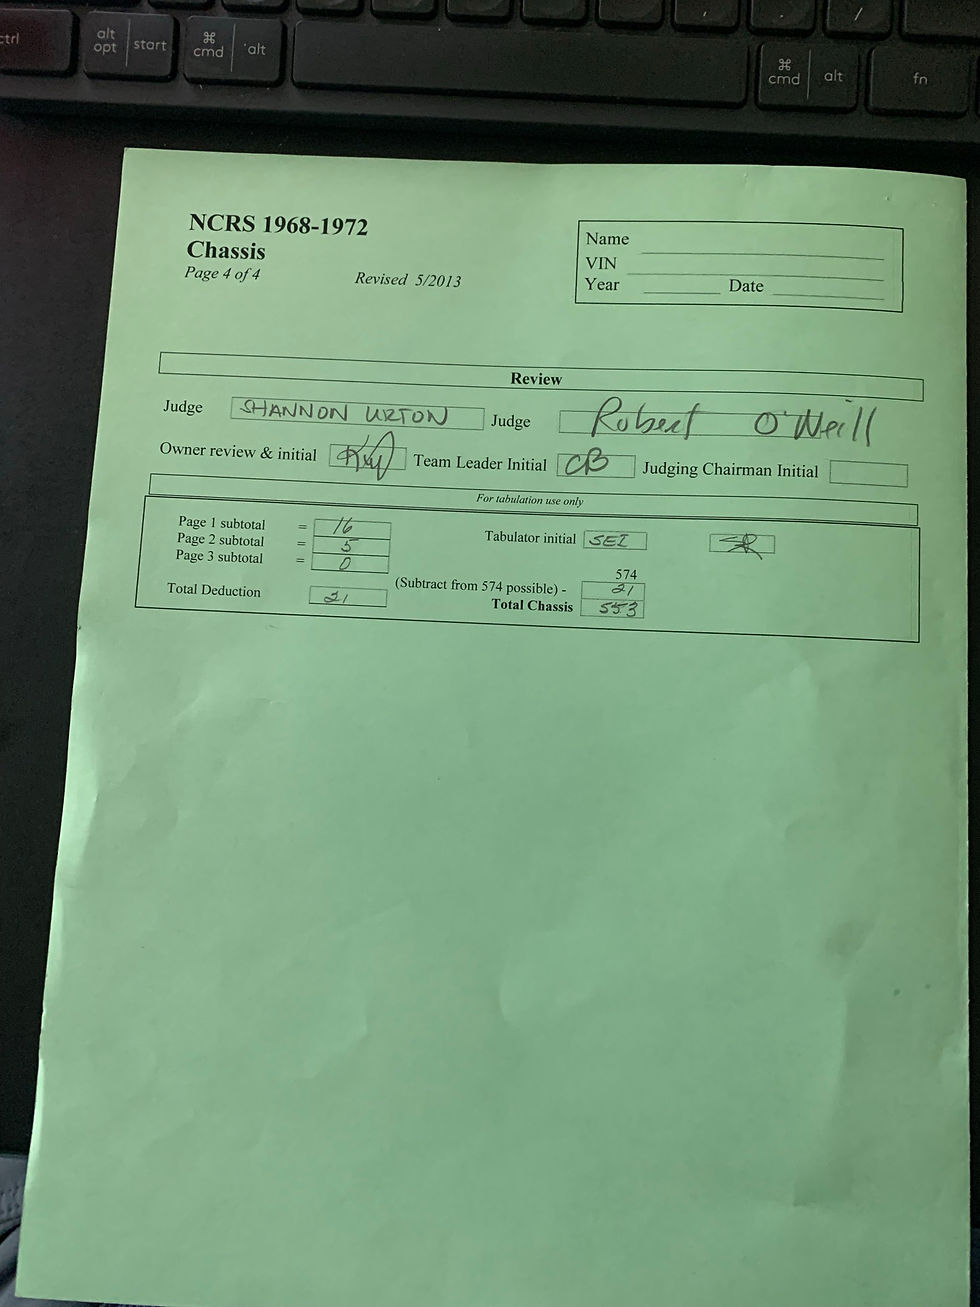 ctrl alt opt start ⌘ cmd alt ⌘ cmd alt fn
, . /
NCRS 1968-1972
Chassis
Page 4 of 4 Revised 5/2013
Name
VIN
Year Date
Review
Judge SHANNON URTON Judge Robert O'Neill
Owner review & initial Team Leader Initial CB Judging Chairman Initial
For tabulation use only
Page 1 subtotal = 16
Page 2 subtotal = 5
Page 3 subtotal = 0
Tabulator initial SEI
574
(Subtract from 574 possible) - 21
Total Deduction 21
Total Chassis 553